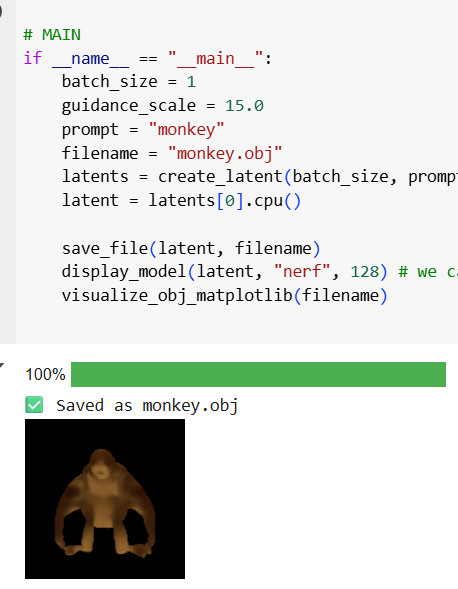 # MAIN
if __name__ == "__main__":
    batch_size = 1
    guidance_scale = 15.0
    prompt = "monkey"
    filename = "monkey.obj"
    latents = create_latent(batch_size, promp
    latent = latents[0].cpu()
    save_file(latent, filename)
    display_model(latent, "nerf", 128) # we c
    visualize_obj_matplotlib(filename)
100%
✅ Saved as monkey.obj